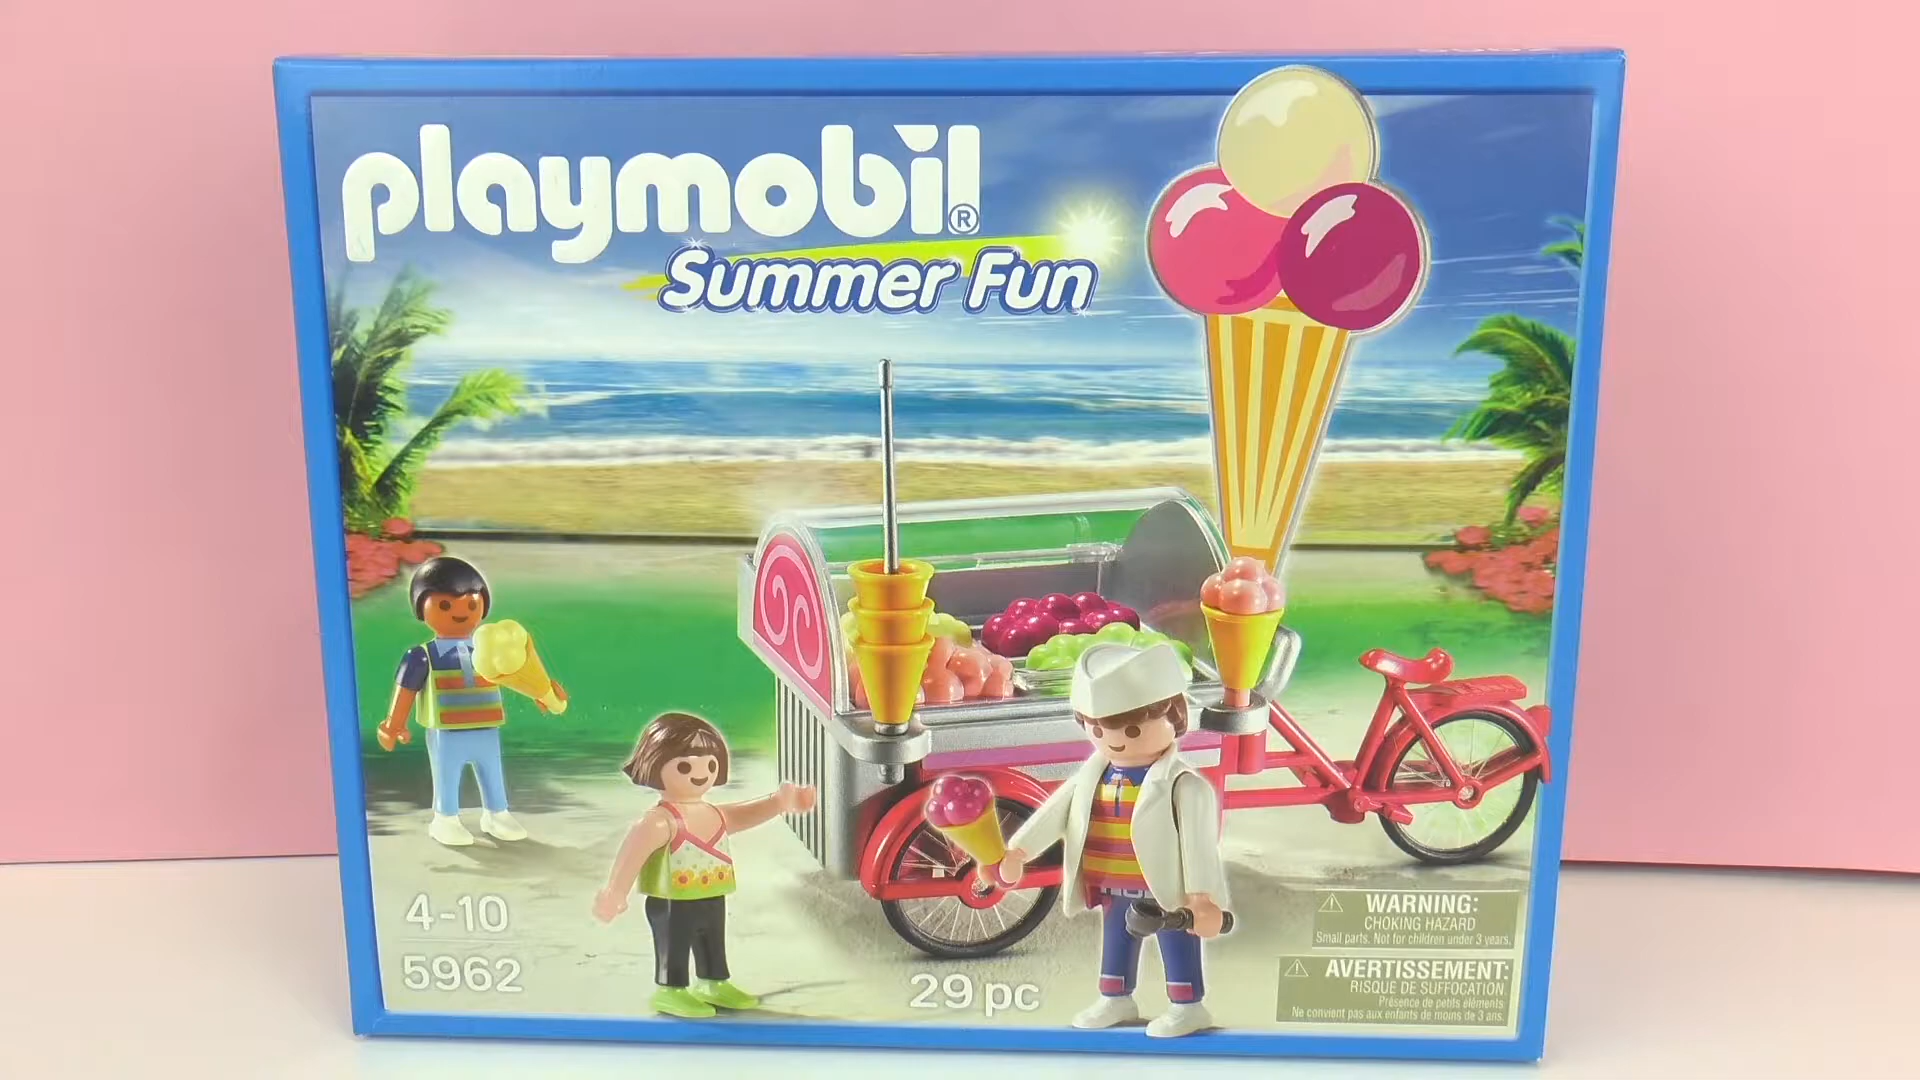 playmobil®
Summer Fun
4-10
5962
29 pc
WARNING:
CHOKING HAZARD
Small parts. Not for children under 3 years.
AVERTISSEMENT:
RISQUE DE SUFFOCATION.
Présence de petits éléments.
Ne convient pas aux enfants de moins de 3 ans.